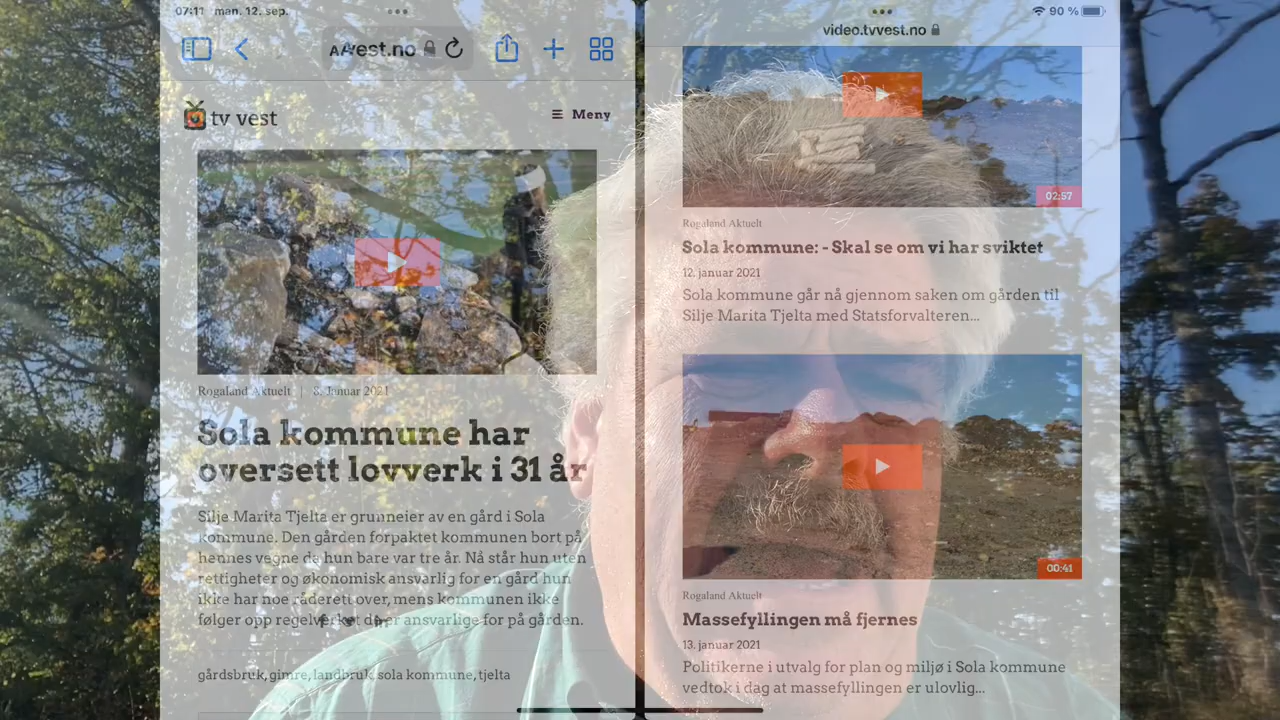 07:11 man. 12. sep.
AA vest.no
tv vest
Meny
Rogaland Aktuelt | 8. Januar 2021
Sola kommune har
oversett lovverk i 31 år
Silje Marita Tjelta er grunneier av en gård i Sola
kommune. Den gården forpaktet kommunen bort på
hennes vegne da hun bare var tre år. Nå står hun uten
rettigheter og økonomisk ansvarlig for en gård hun
ikke har noe råderett over, mens kommunen ikke
følger opp regelverket de er ansvarlige for på gården.
gårdsbruk, gimre, landbruk, sola kommune, tjelta
90 %
video.tvvest.no
02:57
Rogaland Aktuelt
Sola kommune: - Skal se om vi har sviktet
12. januar 2021
Sola kommune går nå gjennom saken om gården til
Silje Marita Tjelta med Statsforvalteren...
00:41
Rogaland Aktuelt
Massefyllingen må fjernes
13. januar 2021
Politikerne i utvalg for plan og miljø i Sola kommune
vedtok i dag at massefyllingen er ulovlig...